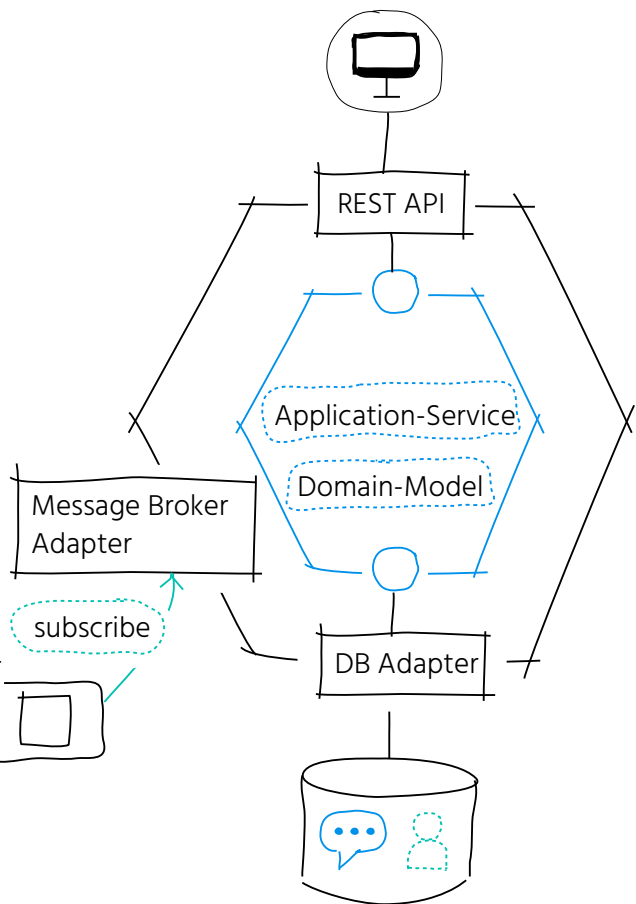 REST API
Application-Service
Domain-Model
Message Broker
Adapter
subscribe
DB Adapter